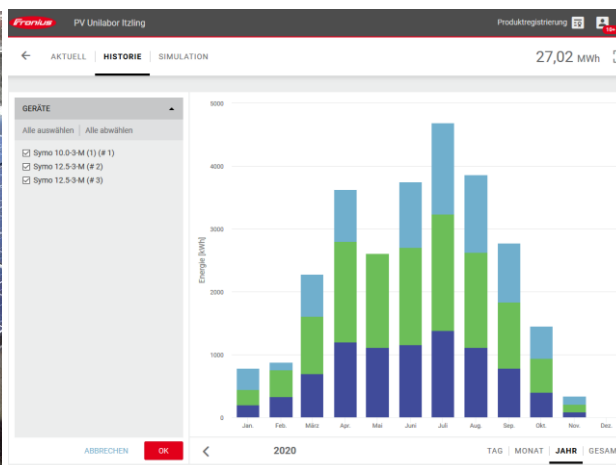 Fronius PV Unilabor Itzling Produktregistrierung
10+
AKTUELL HISTORIE SIMULATION 27,02 MWh
GERÄTE
Alle auswählen | Alle abwählen
Symo 10.0-3-M (1) (# 1)
Symo 12.5-3-M (# 2)
Symo 12.5-3-M (# 3)
Energie [kWh]
5000
4000
3000
2000
1000
0
Jan. Feb. März Apr. Mai Juni Juli Aug. Sep. Okt. Nov. Dez.
ABBRECHEN OK 2020 TAG | MONAT | JAHR | GESAM